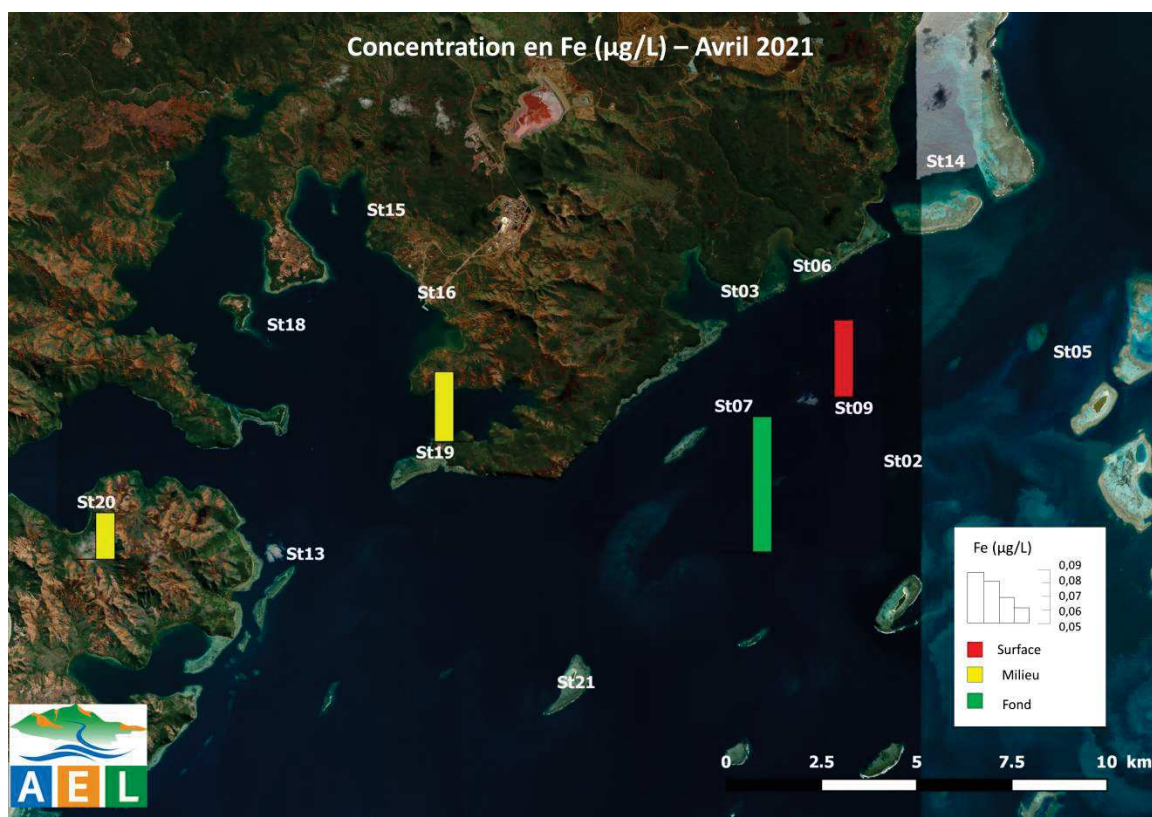 Concentration en Fe (µg/L) – Avril 2021
St14
St15
St06
St16
St03
St18
St05
St07
St09
St19
St02
St20
St13
Fe (µg/L)
0,09
0,08
0,07
0,06
0,05
Surface
Milieu
Fond
St21
0 2.5 5 7.5 10 km
A E L